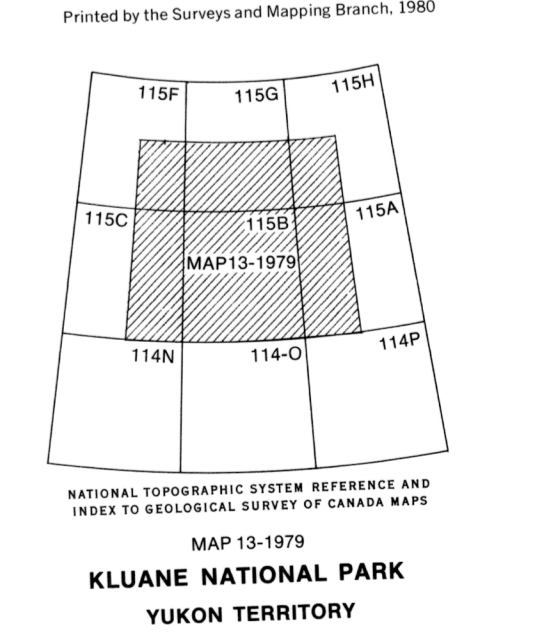 Printed by the Surveys and Mapping Branch, 1980
115F 115G 115H
115C 115B 115A
MAP 13-1979
114N 114-O 114P
NATIONAL TOPOGRAPHIC SYSTEM REFERENCE AND
INDEX TO GEOLOGICAL SURVEY OF CANADA MAPS
MAP 13-1979
KLUANE NATIONAL PARK
YUKON TERRITORY